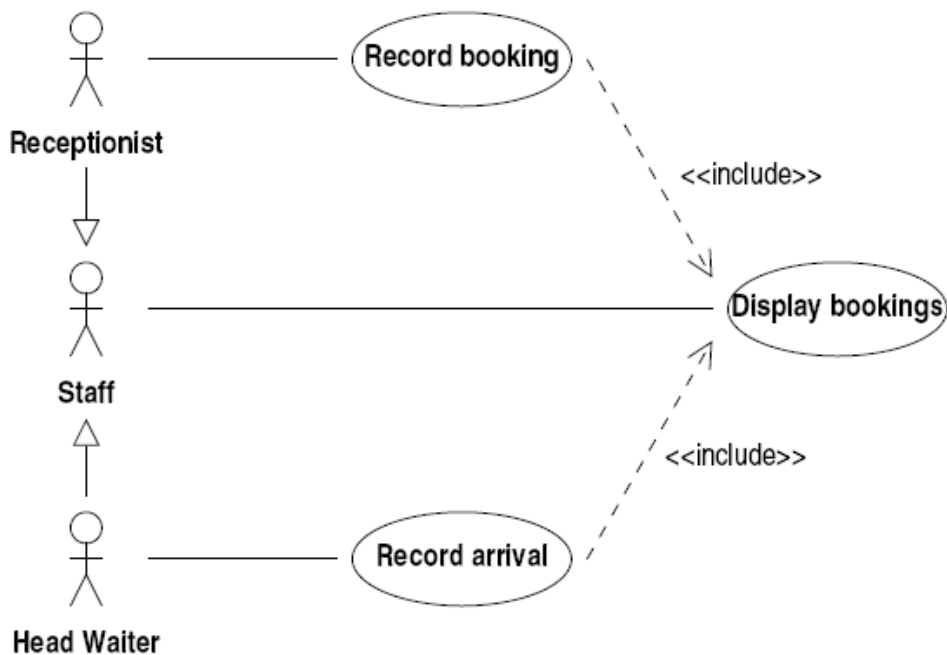 Record booking
Receptionist
<<include>>
Display bookings
Staff
<<include>>
Record arrival
Head Waiter